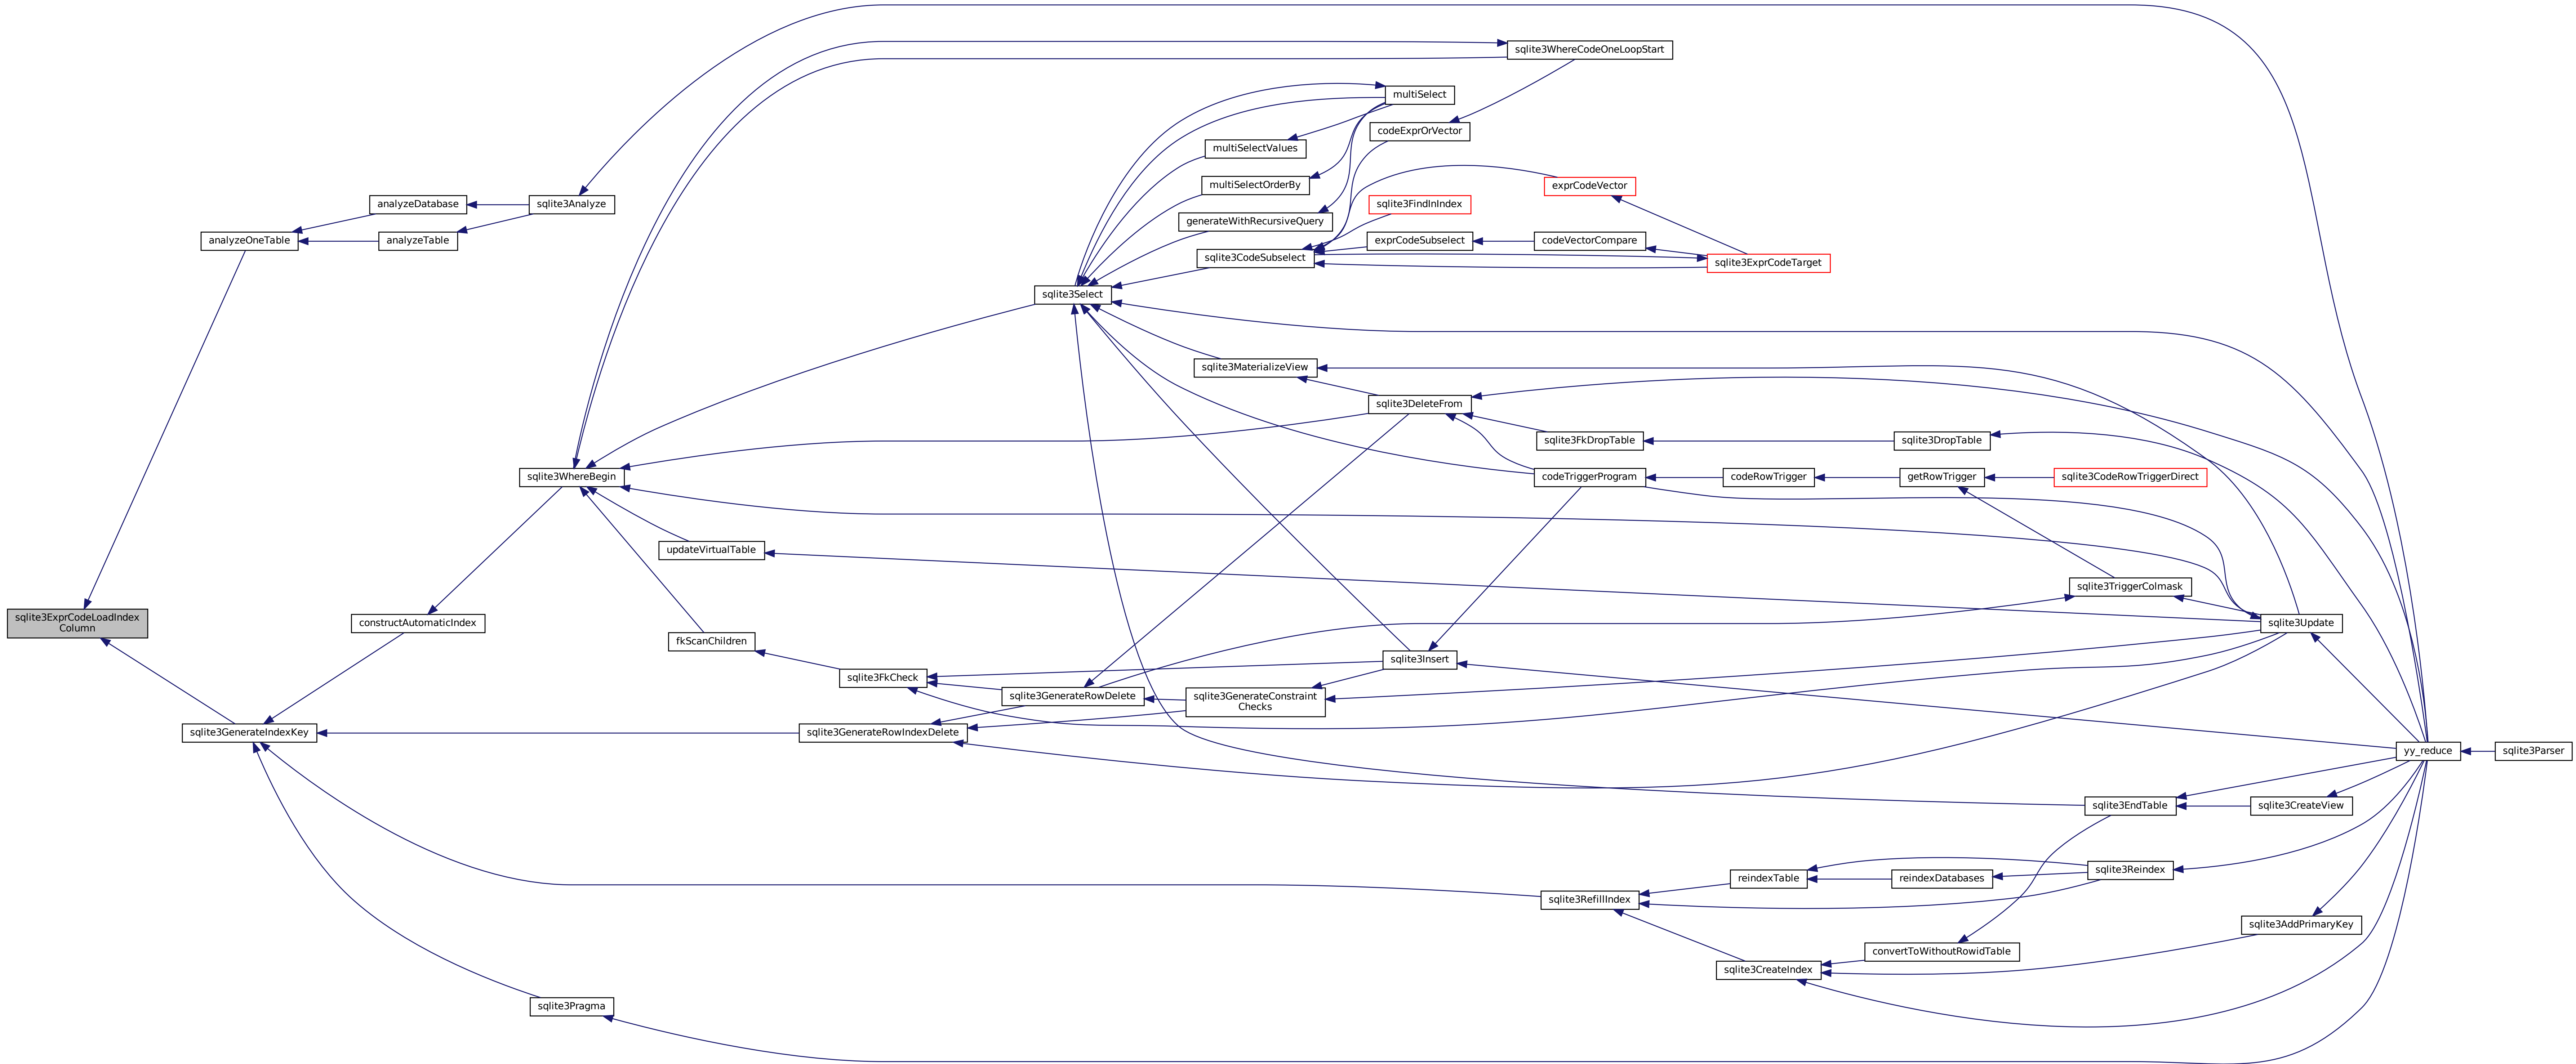 sqlite3WhereCodeOneLoopStart
multiSelect
codeExprOrVector
multiSelectValues
multiSelectOrderBy
exprCodeVector
analyzeDatabase
sqlite3Analyze
sqlite3FindInIndex
generateWithRecursiveQuery
analyzeOneTable
analyzeTable
exprCodeSubselect
codeVectorCompare
sqlite3CodeSubselect
sqlite3ExprCodeTarget
sqlite3Select
sqlite3MaterializeView
sqlite3DeleteFrom
sqlite3FkDropTable
sqlite3DropTable
sqlite3WhereBegin
codeTriggerProgram
codeRowTrigger
getRowTrigger
sqlite3CodeRowTriggerDirect
updateVirtualTable
sqlite3TriggerColmask
sqlite3ExprCodeLoadIndex
Column
constructAutomaticIndex
sqlite3Update
fkScanChildren
sqlite3Insert
sqlite3FkCheck
sqlite3GenerateRowDelete
sqlite3GenerateConstraint
Checks
sqlite3GenerateIndexKey
sqlite3GenerateRowIndexDelete
yy_reduce
sqlite3Parser
sqlite3EndTable
sqlite3CreateView
sqlite3Reindex
reindexTable
reindexDatabases
sqlite3RefillIndex
sqlite3AddPrimaryKey
convertToWithoutRowidTable
sqlite3CreateIndex
sqlite3Pragma